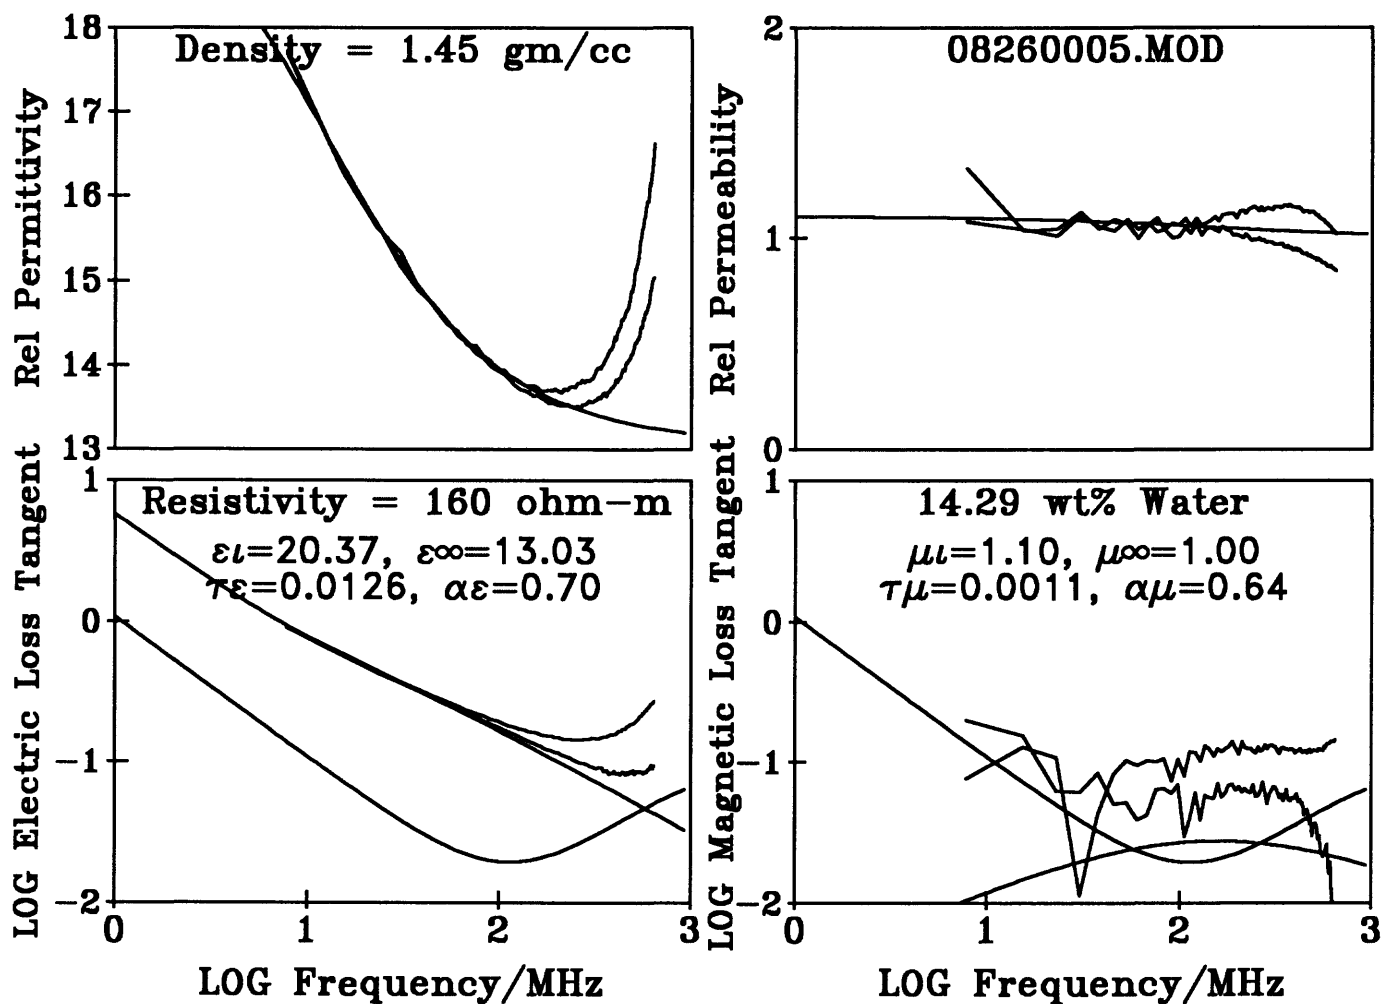 Density = 1.45 gm/cc
Rel Permittivity
18
17
16
15
14
13
08260005.MOD
Rel Permeability
2
1
0
Resistivity = 160 ohm-m
ει=20.37, ε∞=13.03
τε=0.0126, αε=0.70
LOG Electric Loss Tangent
1
0
-1
-2
0
1
2
3
LOG Frequency/MHz
14.29 wt% Water
μι=1.10, μ∞=1.00
τμ=0.0011, αμ=0.64
LOG Magnetic Loss Tangent
1
0
-1
-2
0
1
2
3
LOG Frequency/MHz